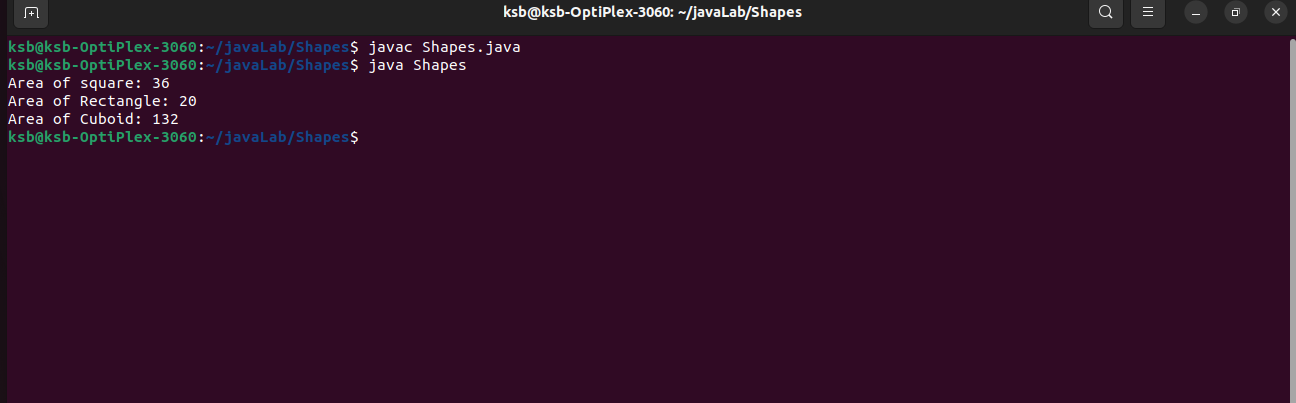 ksb@ksb-OptiPlex-3060: ~/javaLab/Shapes
ksb@ksb-OptiPlex-3060:~/javaLab/Shapes$ javac Shapes.java
ksb@ksb-OptiPlex-3060:~/javaLab/Shapes$ java Shapes
Area of square: 36
Area of Rectangle: 20
Area of Cuboid: 132
ksb@ksb-OptiPlex-3060:~/javaLab/Shapes$